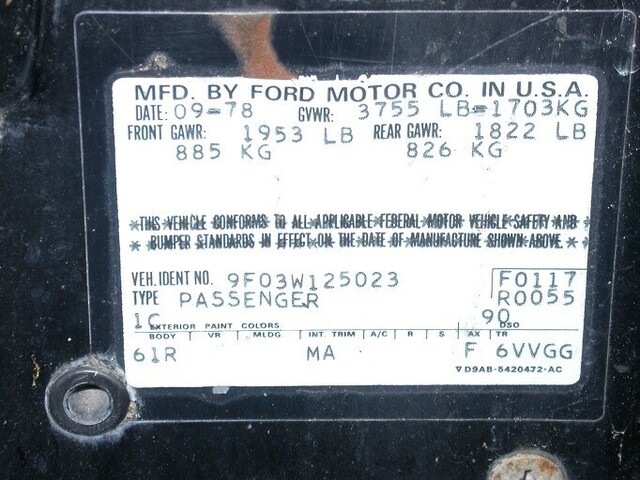 MFD. BY FORD MOTOR CO. IN U.S.A.
DATE: 09-78 GVWR: 3755 LB-1703KG
FRONT GAWR: 1953 LB REAR GAWR: 1822 LB
885 KG 826 KG
*THIS VEHICLE CONFORMS TO ALL APPLICABLE FEDERAL MOTOR VEHICLE SAFETY AND
BUMPER STANDARDS IN EFFECT ON THE DATE OF MANUFACTURE SHOWN ABOVE.
VEH. IDENT NO. 9F03W125023 F0117
TYPE PASSENGER R0055
1C EXTERIOR PAINT COLORS 90 DSO
BODY VR MLDG. INT. TRIM A/C R S AX TR
61R MA F 6VVGG
▽D9AB-5420472-AC